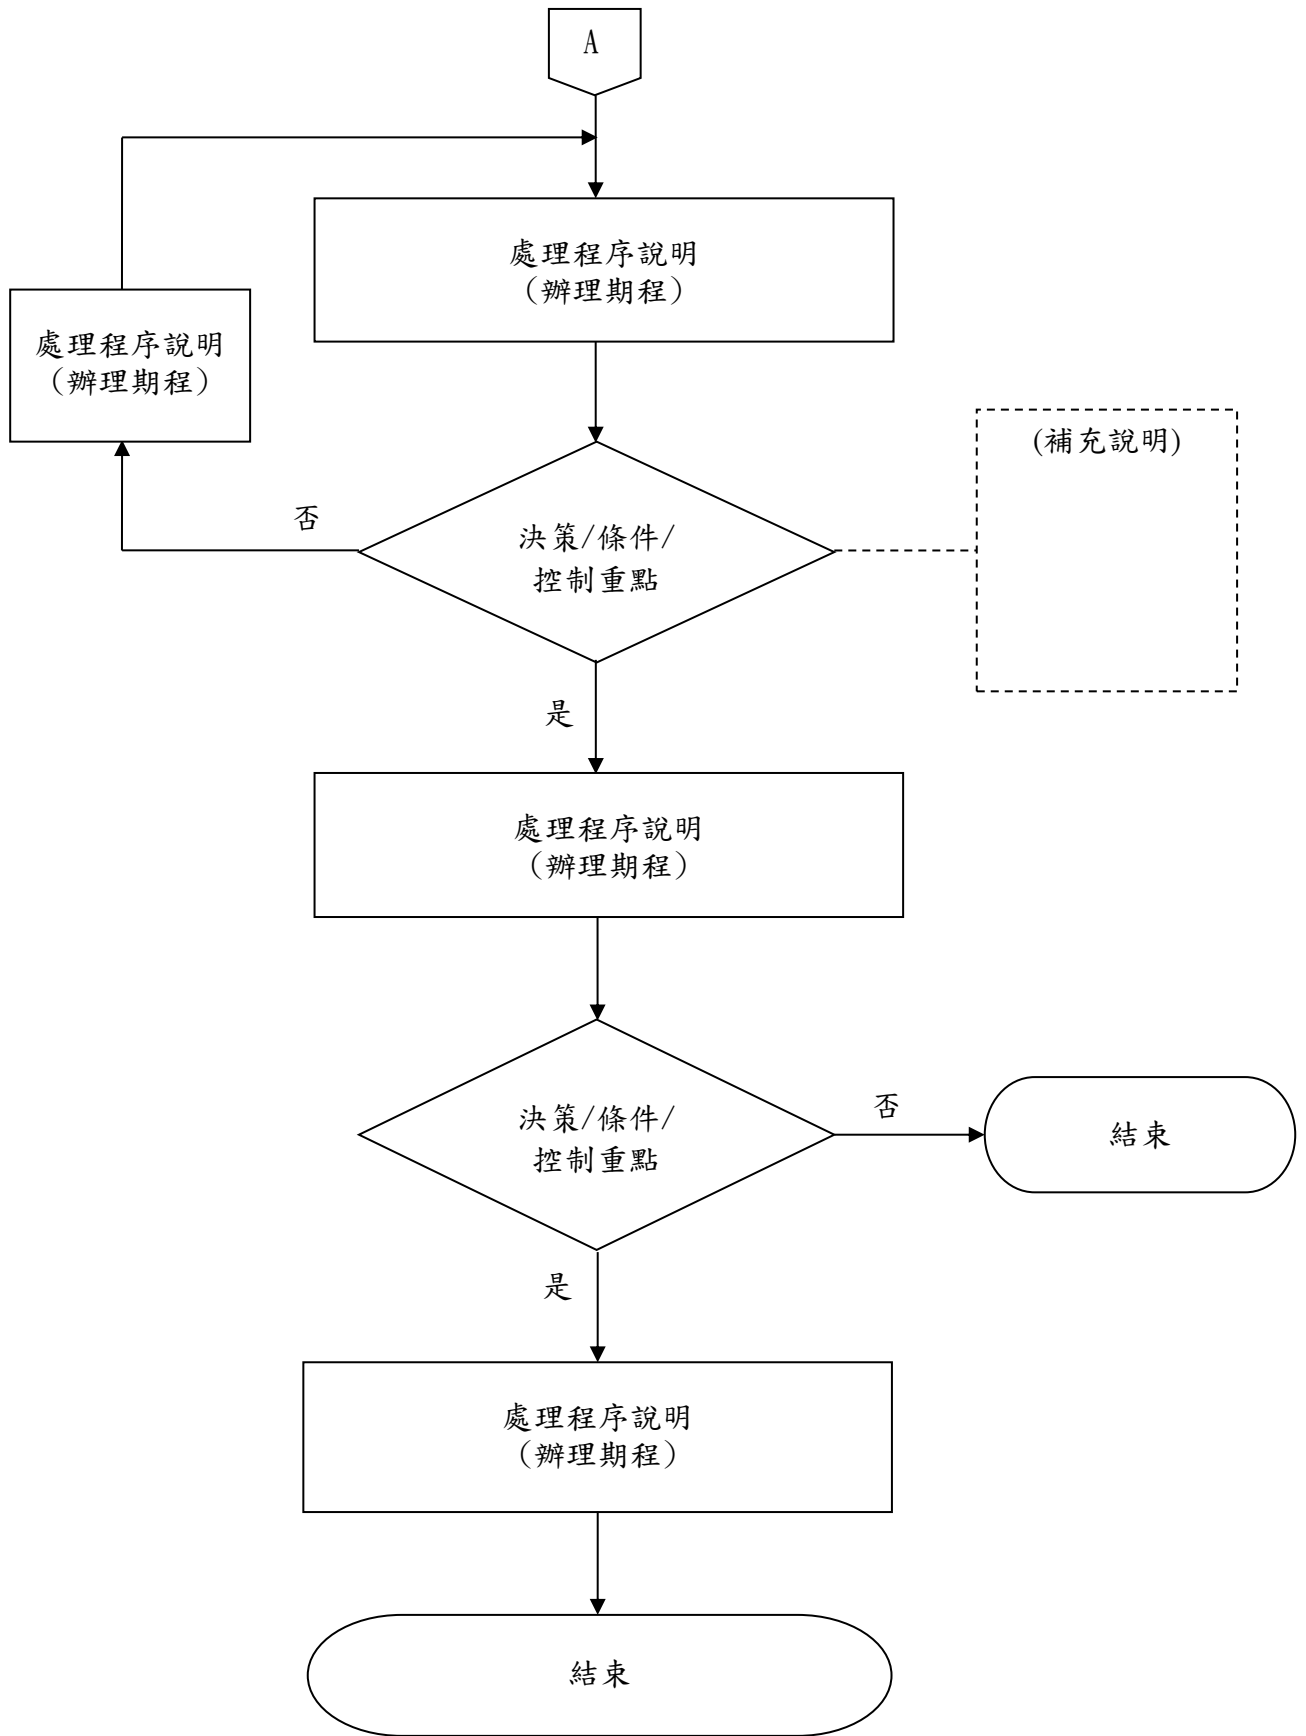 A
處理程序說明
（辦理期程）
處理程序說明
（辦理期程）
(補充說明)
否
決策/條件/
控制重點
是
處理程序說明
（辦理期程）
決策/條件/
控制重點
否
結束
是
處理程序說明
（辦理期程）
結束